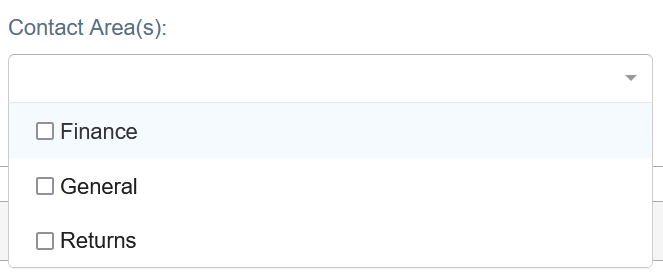 Contact Area(s):
Finance
General
Returns